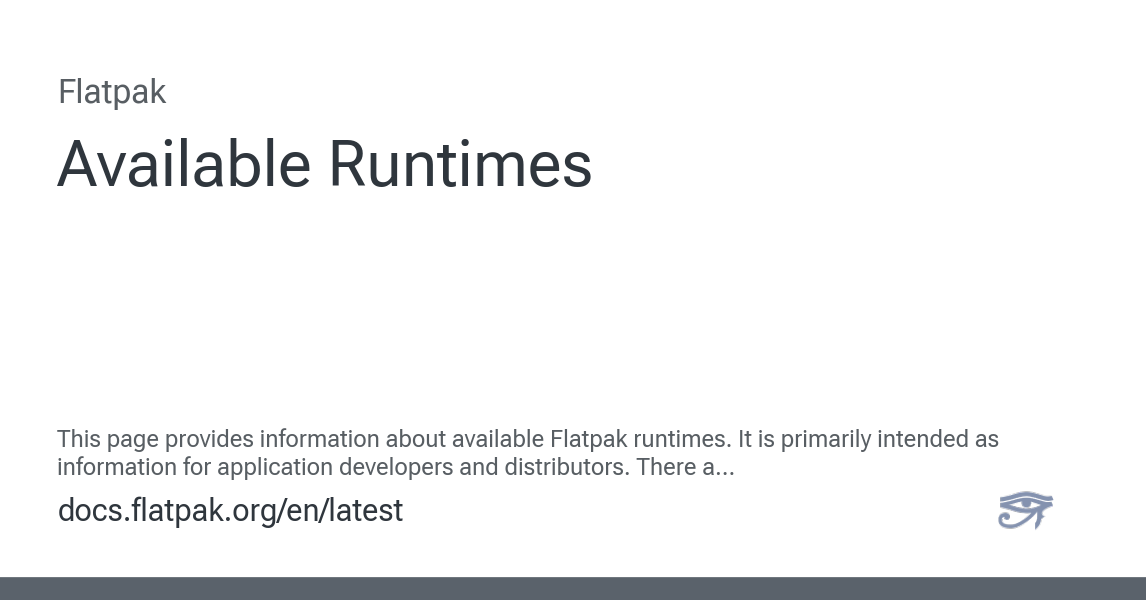 Flatpak
Available Runtimes
This page provides information about available Flatpak runtimes. It is primarily intended as
information for application developers and distributors. There a...
docs.flatpak.org/en/latest